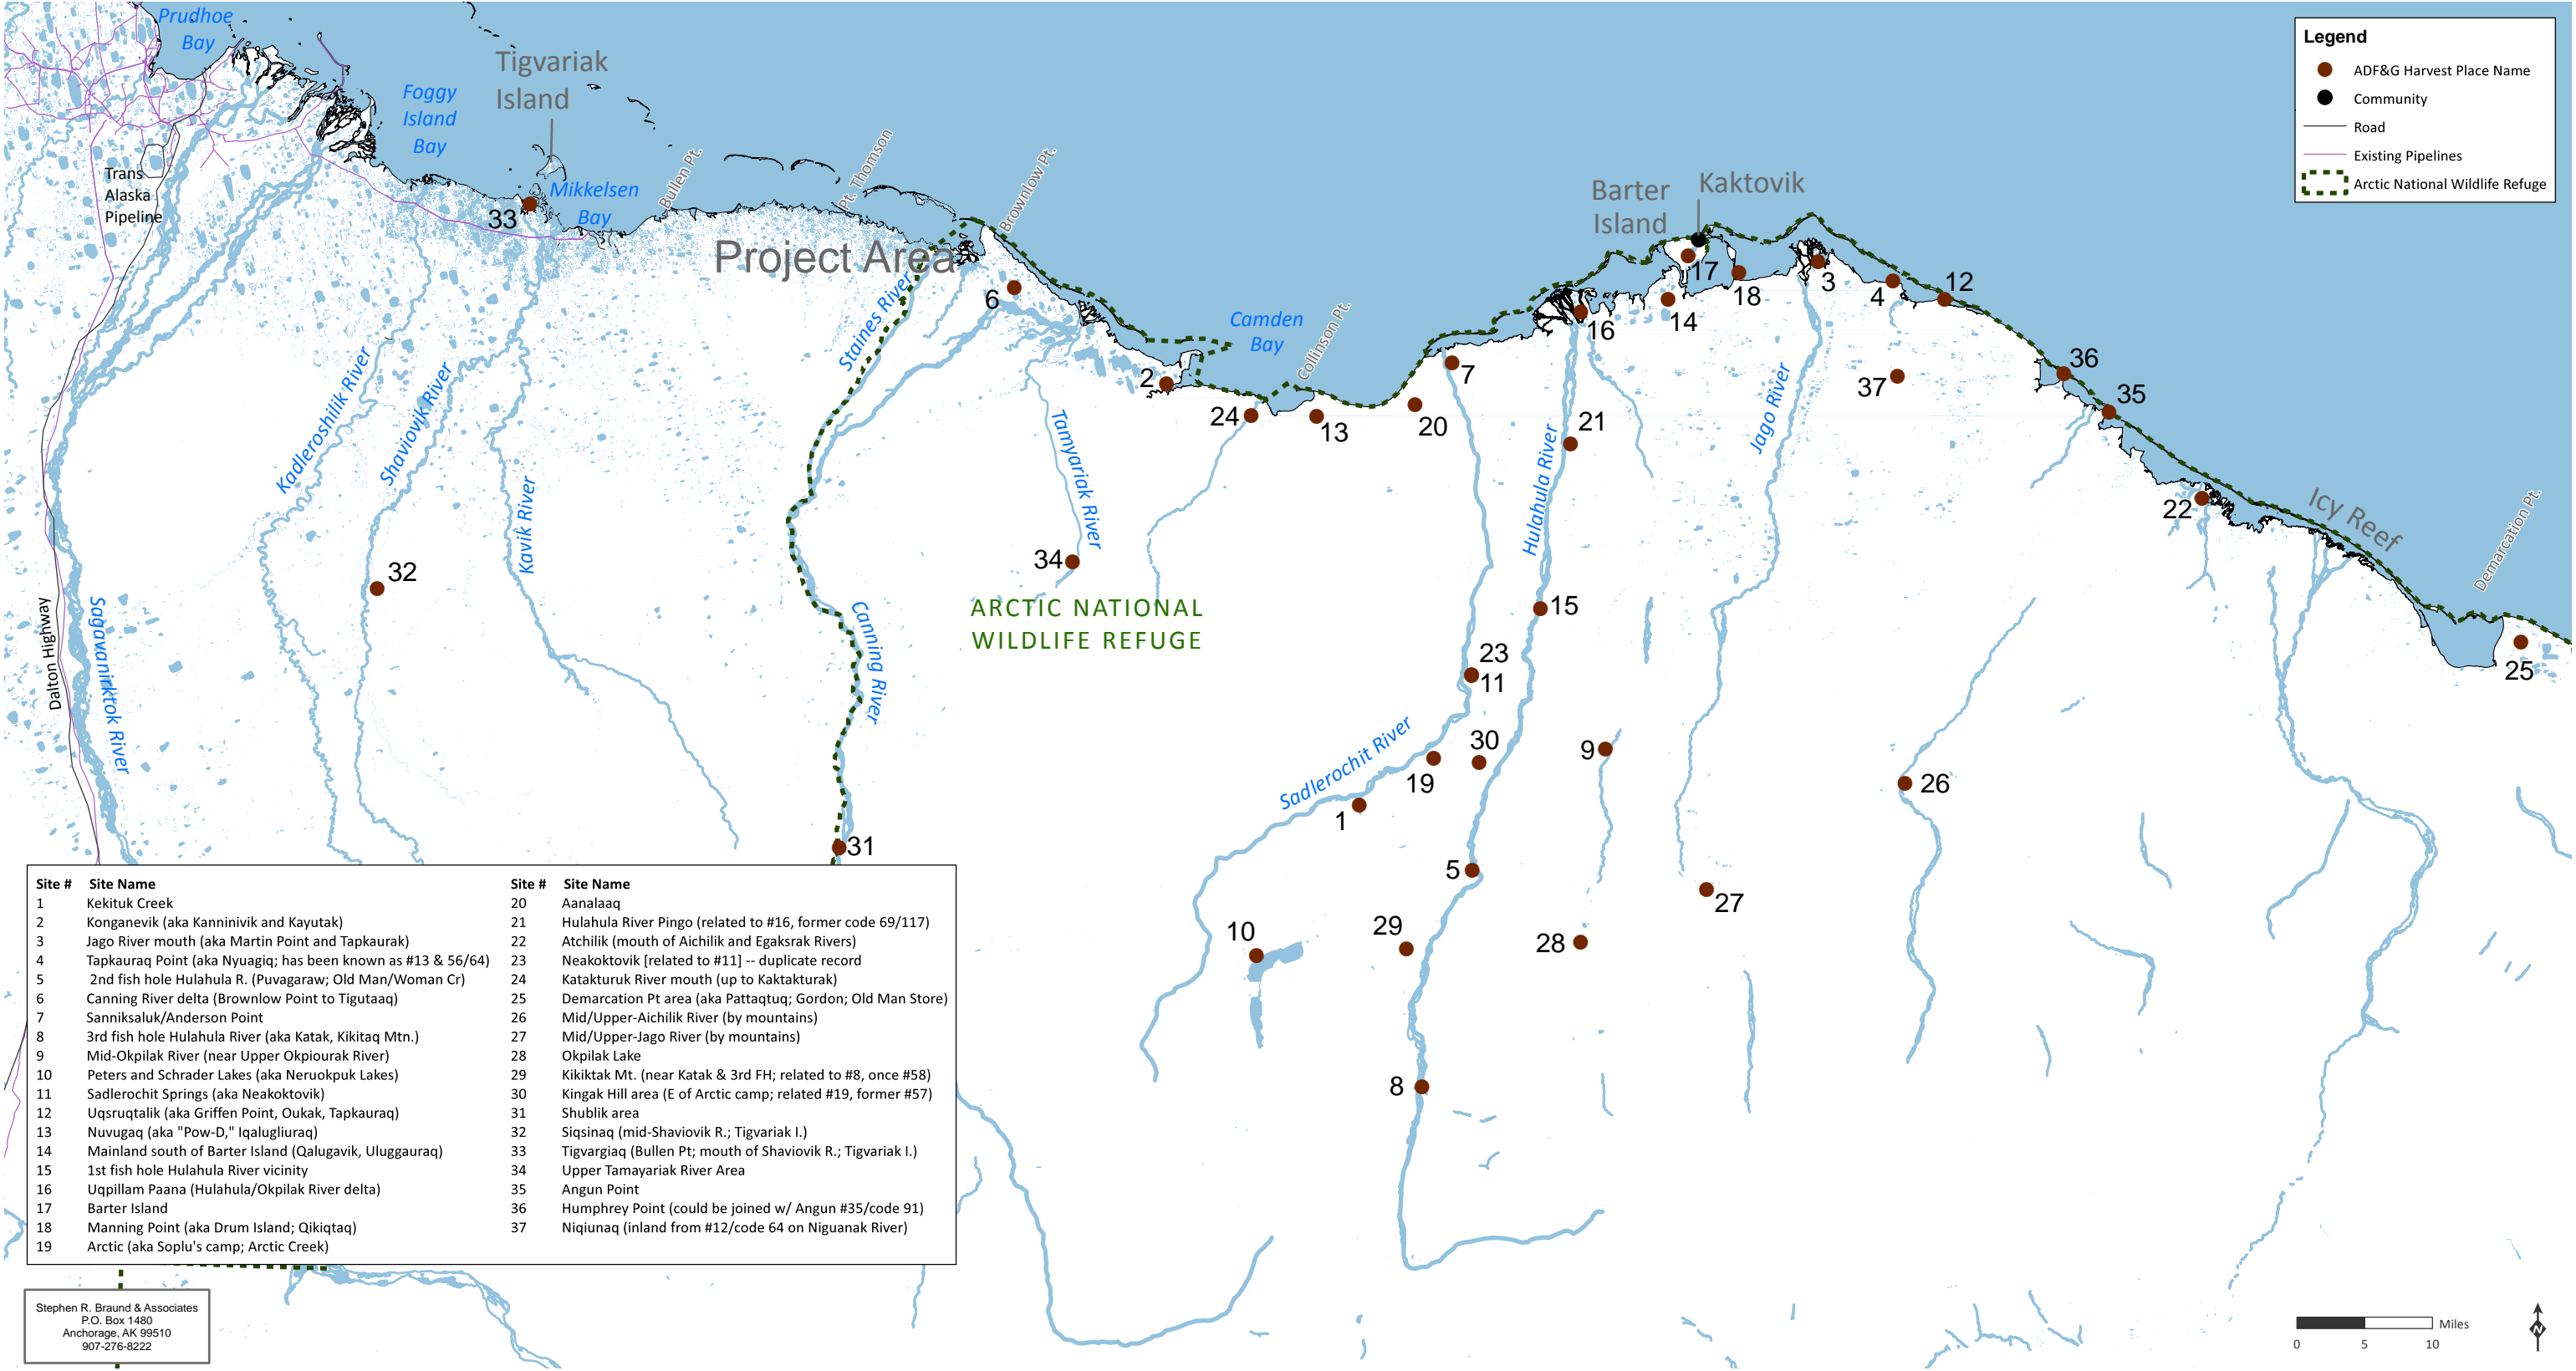 Prudhoe
Bay
Tigvariak
Island
Foggy
Island
Bay
Trans
Alaska
Pipeline
Mikkelsen
Bay
33
Bullen Pt.
Pt. Thomson
Brownlow Pt.
Project Area
Staines River
6
Camden
Bay
Collinson Pt.
Barter
Island
Kaktovik
17
18
3
4
12
14
16
7
2
24
13
20
21
37
36
35
22
Icy Reef
Demarcation Pt.
25
Kadleroshilik River
Shaviovik River
Kavik River
32
Tamyariak River
34
Hulahula River
Jago River
15
ARCTIC NATIONAL
WILDLIFE REFUGE
Dalton Highway
Sagavanirktok River
Canning River
23
11
Sadlerochit River
30
19
9
1
26
31
5
27
10
29
28
8
Legend
ADF&G Harvest Place Name
Community
Road
Existing Pipelines
Arctic National Wildlife Refuge
Site # Site Name
1 Kekituk Creek
2 Konganevik (aka Kanninivik and Kayutak)
3 Jago River mouth (aka Martin Point and Tapkaurak)
4 Tapkauraq Point (aka Nyuagiq; has been known as #13 & 56/64)
5 2nd fish hole Hulahula R. (Puvagaraw; Old Man/Woman Cr)
6 Canning River delta (Brownlow Point to Tigutaaq)
7 Sanniksaluk/Anderson Point
8 3rd fish hole Hulahula River (aka Katak, Kikitaq Mtn.)
9 Mid-Okpilak River (near Upper Okpiourak River)
10 Peters and Schrader Lakes (aka Neruokpuk Lakes)
11 Sadlerochit Springs (aka Neakoktovik)
12 Uqsruqtalik (aka Griffen Point, Oukak, Tapkauraq)
13 Nuvugaq (aka "Pow-D," Iqalugliuraq)
14 Mainland south of Barter Island (Qalugavik, Uluggauraq)
15 1st fish hole Hulahula River vicinity
16 Uqpillam Paana (Hulahula/Okpilak River delta)
17 Barter Island
18 Manning Point (aka Drum Island; Qikiqtaq)
19 Arctic (aka Soplu's camp; Arctic Creek)
Site # Site Name
20 Aanalaaq
21 Hulahula River Pingo (related to #16, former code 69/117)
22 Atchilik (mouth of Aichilik and Egaksrak Rivers)
23 Neakoktovik [related to #11] -- duplicate record
24 Katakturuk River mouth (up to Kaktakturak)
25 Demarcation Pt area (aka Pattaqtuq; Gordon; Old Man Store)
26 Mid/Upper-Aichilik River (by mountains)
27 Mid/Upper-Jago River (by mountains)
28 Okpilak Lake
29 Kikiktak Mt. (near Katak & 3rd FH; related to #8, once #58)
30 Kingak Hill area (E of Arctic camp; related #19, former #57)
31 Shublik area
32 Siqsinaq (mid-Shaviovik R.; Tigvariak I.)
33 Tigvargiaq (Bullen Pt; mouth of Shaviovik R.; Tigvariak I.)
34 Upper Tamayariak River Area
35 Angun Point
36 Humphrey Point (could be joined w/ Angun #35/code 91)
37 Niqiunaq (inland from #12/code 64 on Niguanak River)
Stephen R. Braund & Associates
P.O. Box 1480
Anchorage, AK 99510
907-276-8222
Miles
0 5 10
N